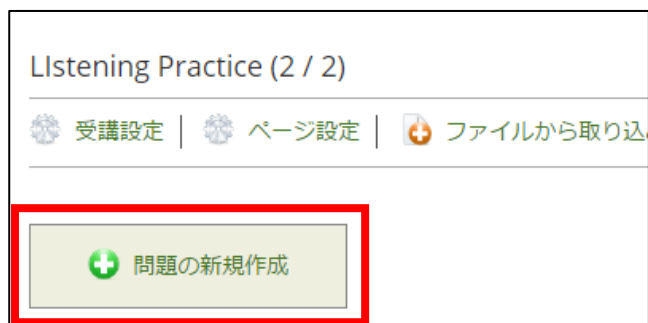 LIstening Practice (2 / 2)
受講設定 | ページ設定 | ファイルから取り込
問題の新規作成